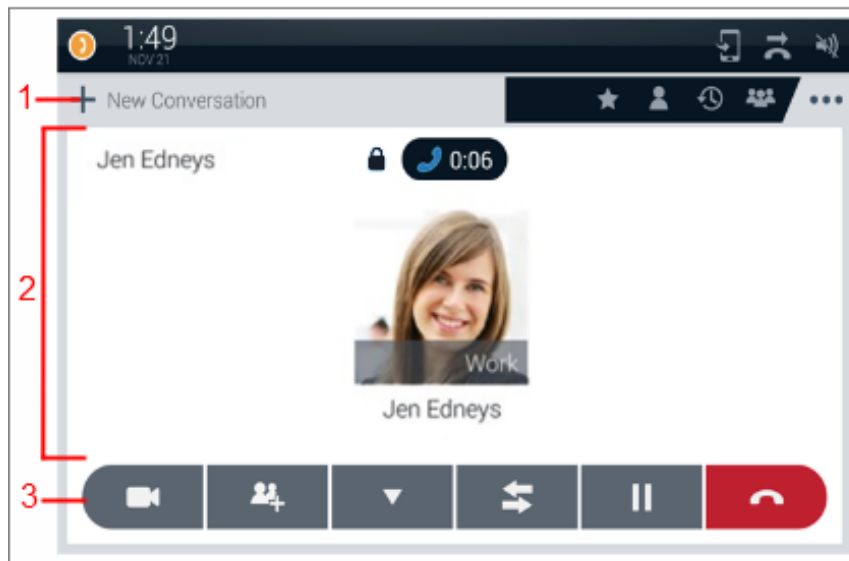 1:49
NOV 21
1
New Conversation
Jen Edneys
0:06
2
Work
Jen Edneys
3